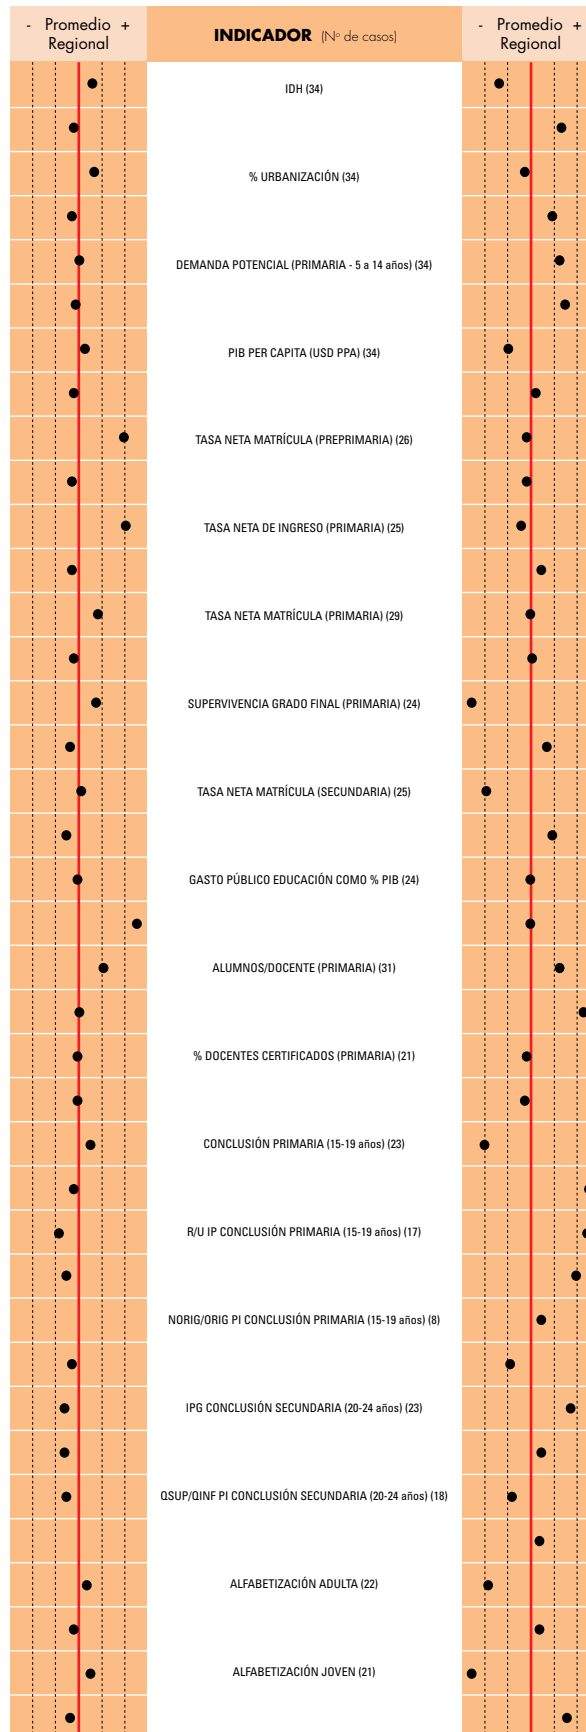 - Promedio +
Regional
INDICADOR (Nº de casos)
- Promedio +
Regional
IDH (34)
% URBANIZACIÓN (34)
DEMANDA POTENCIAL (PRIMARIA - 5 a 14 años) (34)
PIB PER CAPITA (USD PPA) (34)
TASA NETA MATRÍCULA (PREPRIMARIA) (26)
TASA NETA DE INGRESO (PRIMARIA) (25)
TASA NETA MATRÍCULA (PRIMARIA) (29)
SUPERVIVENCIA GRADO FINAL (PRIMARIA) (24)
TASA NETA MATRÍCULA (SECUNDARIA) (25)
GASTO PÚBLICO EDUCACIÓN COMO % PIB (24)
ALUMNOS/DOCENTE (PRIMARIA) (31)
% DOCENTES CERTIFICADOS (PRIMARIA) (21)
CONCLUSIÓN PRIMARIA (15-19 años) (23)
R/U IP CONCLUSIÓN PRIMARIA (15-19 años) (17)
NORIG/ORIG PI CONCLUSIÓN PRIMARIA (15-19 años) (8)
IPG CONCLUSIÓN SECUNDARIA (20-24 años) (23)
QSUP/QINF PI CONCLUSIÓN SECUNDARIA (20-24 años) (18)
ALFABETIZACIÓN ADULTA (22)
ALFABETIZACIÓN JOVEN (21)